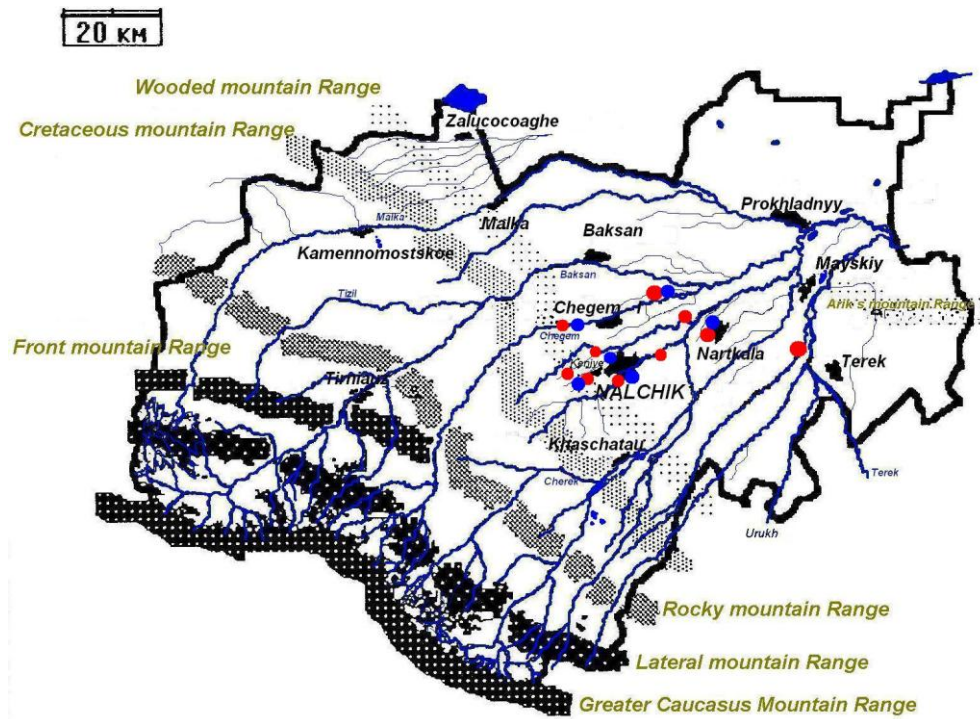 20 км
Wooded mountain Range
Zalucocoaghe
Cretaceous mountain Range
Prokhladnyy
Malka
Malka
Baksan
Kamennomostskoe
Mayskiy
Baksan
Tizil
Arik's mountain Range
Chegem - 1
Chegem
Front mountain Range
Nartkala
Terek
Tirniauz
NALCHIK
Khaschatau
Terek
Cherek
Urukh
Rocky mountain Range
Lateral mountain Range
Greater Caucasus Mountain Range